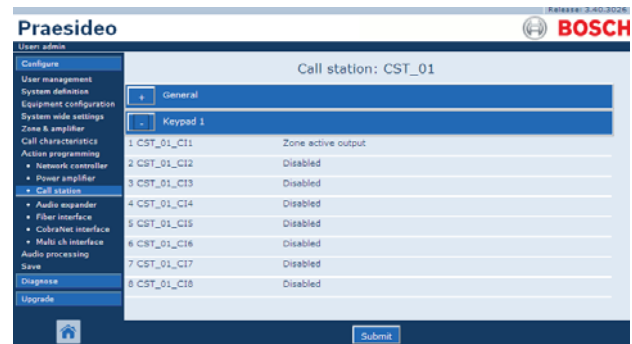 Release: 3.40.3026
Praesideo
BOSCH
User: admin
Configure
User management
System definition
Equipment configuration
System wide settings
Zone & amplifier
Call characteristics
Action programming
• Network controller
• Power amplifier
• Call station
• Audio expander
• Fiber interface
• CobraNet interface
• Multi ch interface
Audio processing
Save
Diagnose
Upgrade
Call station: CST_01
+ General
- Keypad 1
1 CST_01_CI1 Zone active output
2 CST_01_CI2 Disabled
3 CST_01_CI3 Disabled
4 CST_01_CI4 Disabled
5 CST_01_CI5 Disabled
6 CST_01_CI6 Disabled
7 CST_01_CI7 Disabled
8 CST_01_CI8 Disabled
Submit